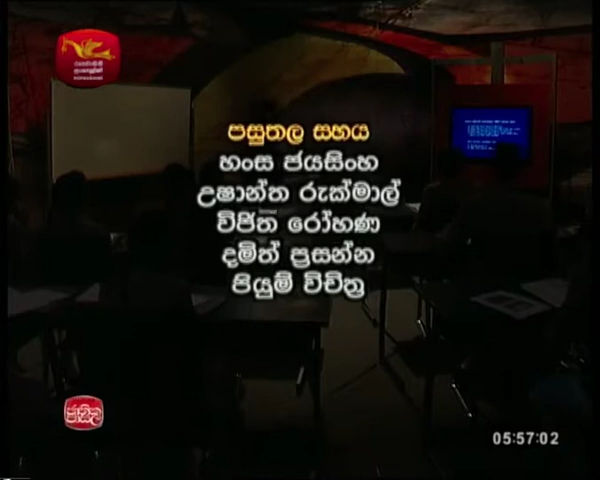 පසුතල සහය
හංස ජයසිංහ
උෂාන්ත රුක්මාල්
විජිත රෝහණ
දමිත් ප්‍රසන්න
පියුම් විචිත්‍ර
ජාතික
05:57:02